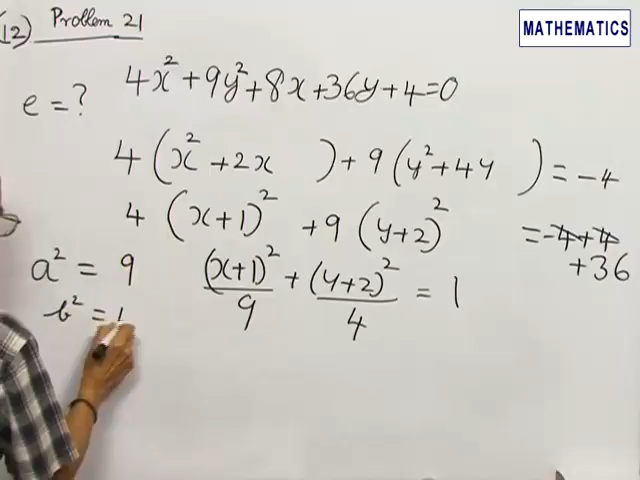 12) Problem 21
MATHEMATICS
4x² + 9y² + 8x + 36y + 4 = 0
e = ?
4 (x² + 2x ) + 9 (y² + 4y ) = -4
4 (x+1)² + 9 (y+2)² = -4 + 4
+ 36
a² = 9
(x+1)²/9 + (y+2)²/4 = 1
b² =